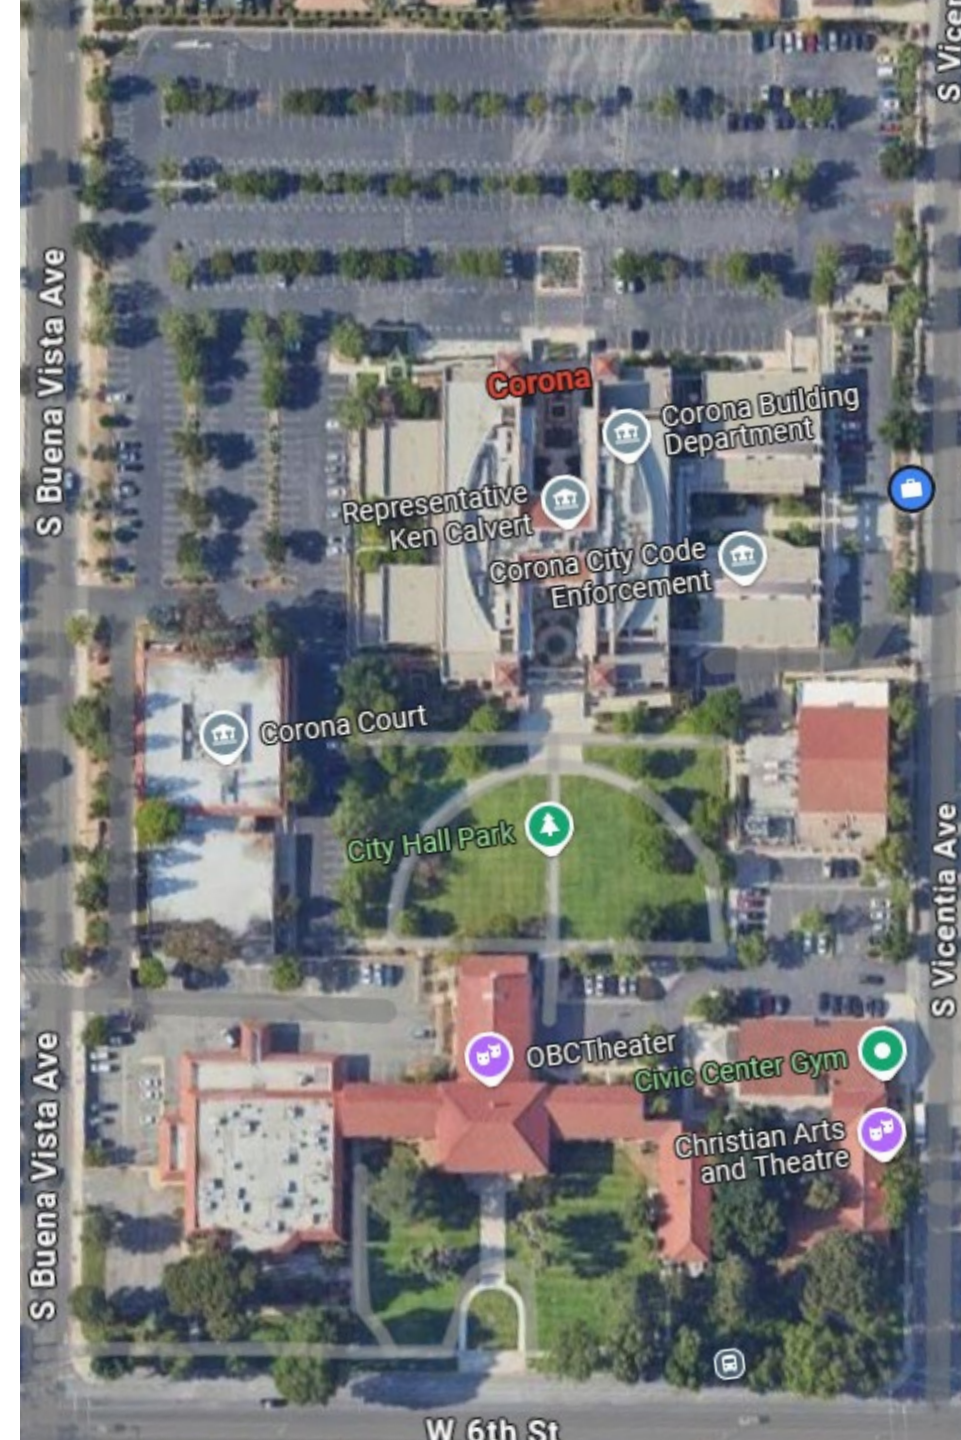 S Vicen
S Buena Vista Ave
Corona
Corona Building
Department
Representative
Ken Calvert
Corona City Code
Enforcement
Corona Court
City Hall Park
S Vicentia Ave
OBCTheater
Civic Center Gym
S Buena Vista Ave
Christian Arts
and Theatre
W 6th St